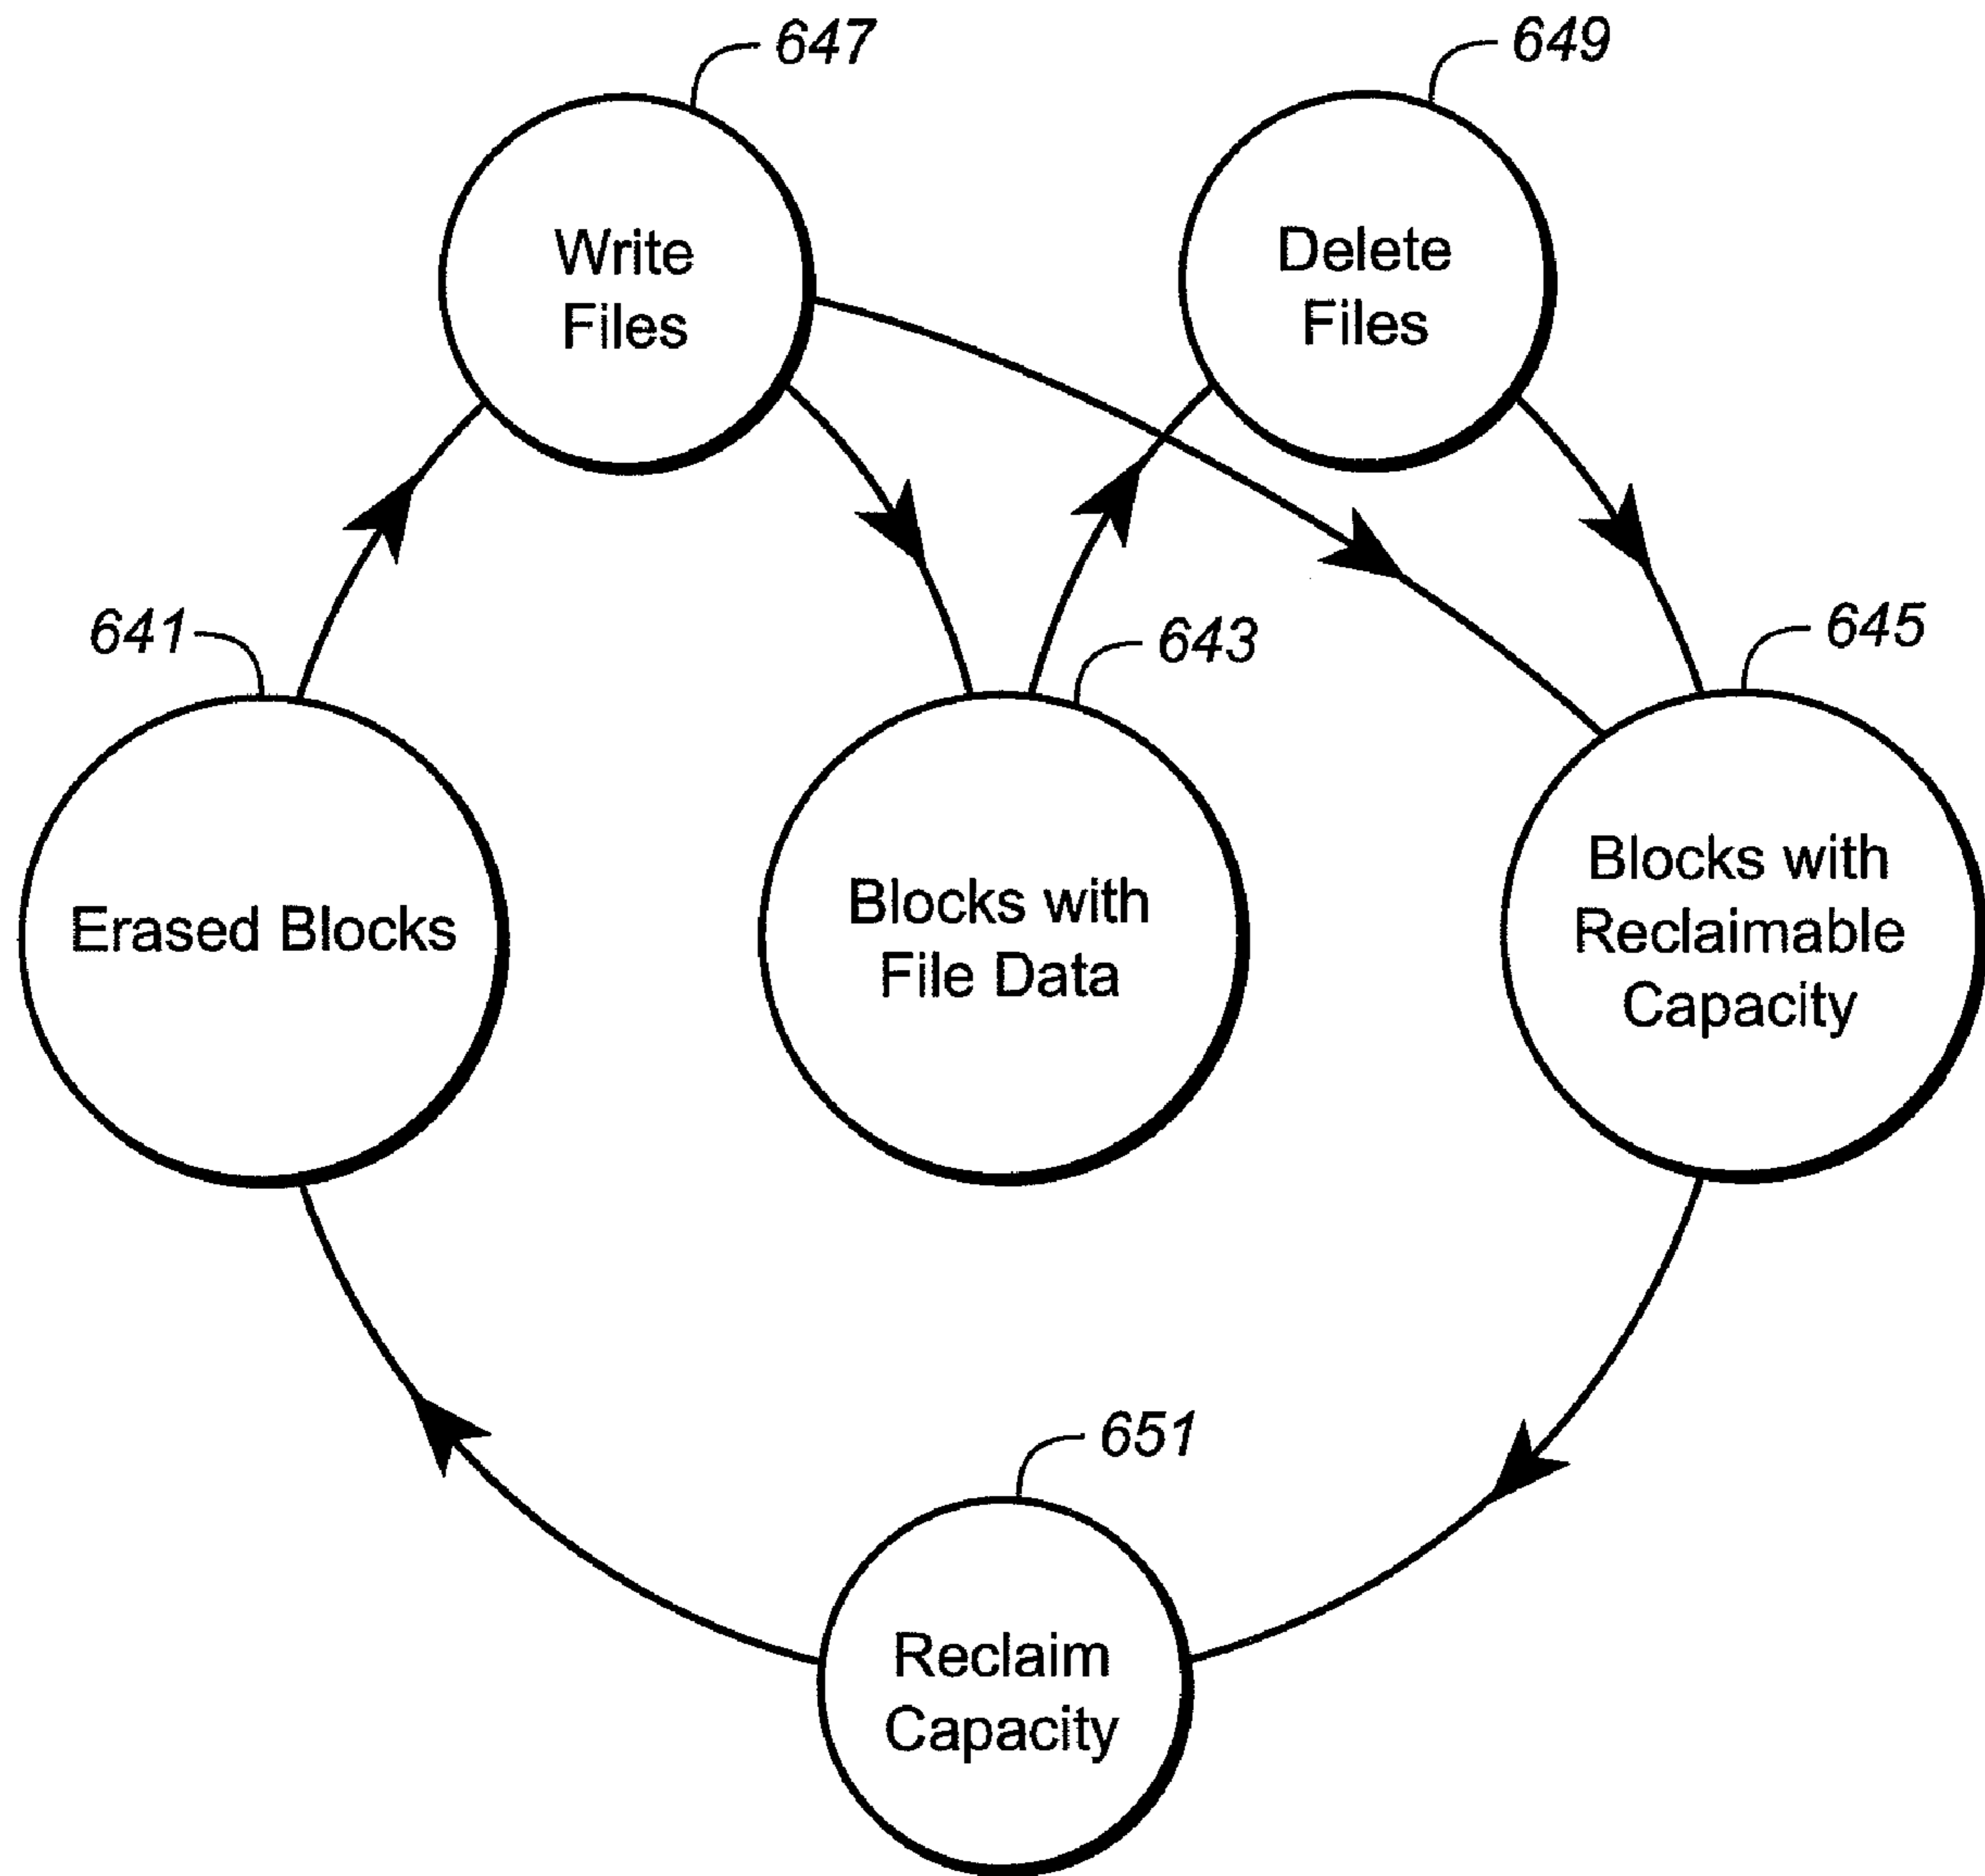 647
649
Write
Files
Delete
Files
641
643
645
Erased Blocks
Blocks with
File Data
Blocks with
Reclaimable
Capacity
651
Reclaim
Capacity